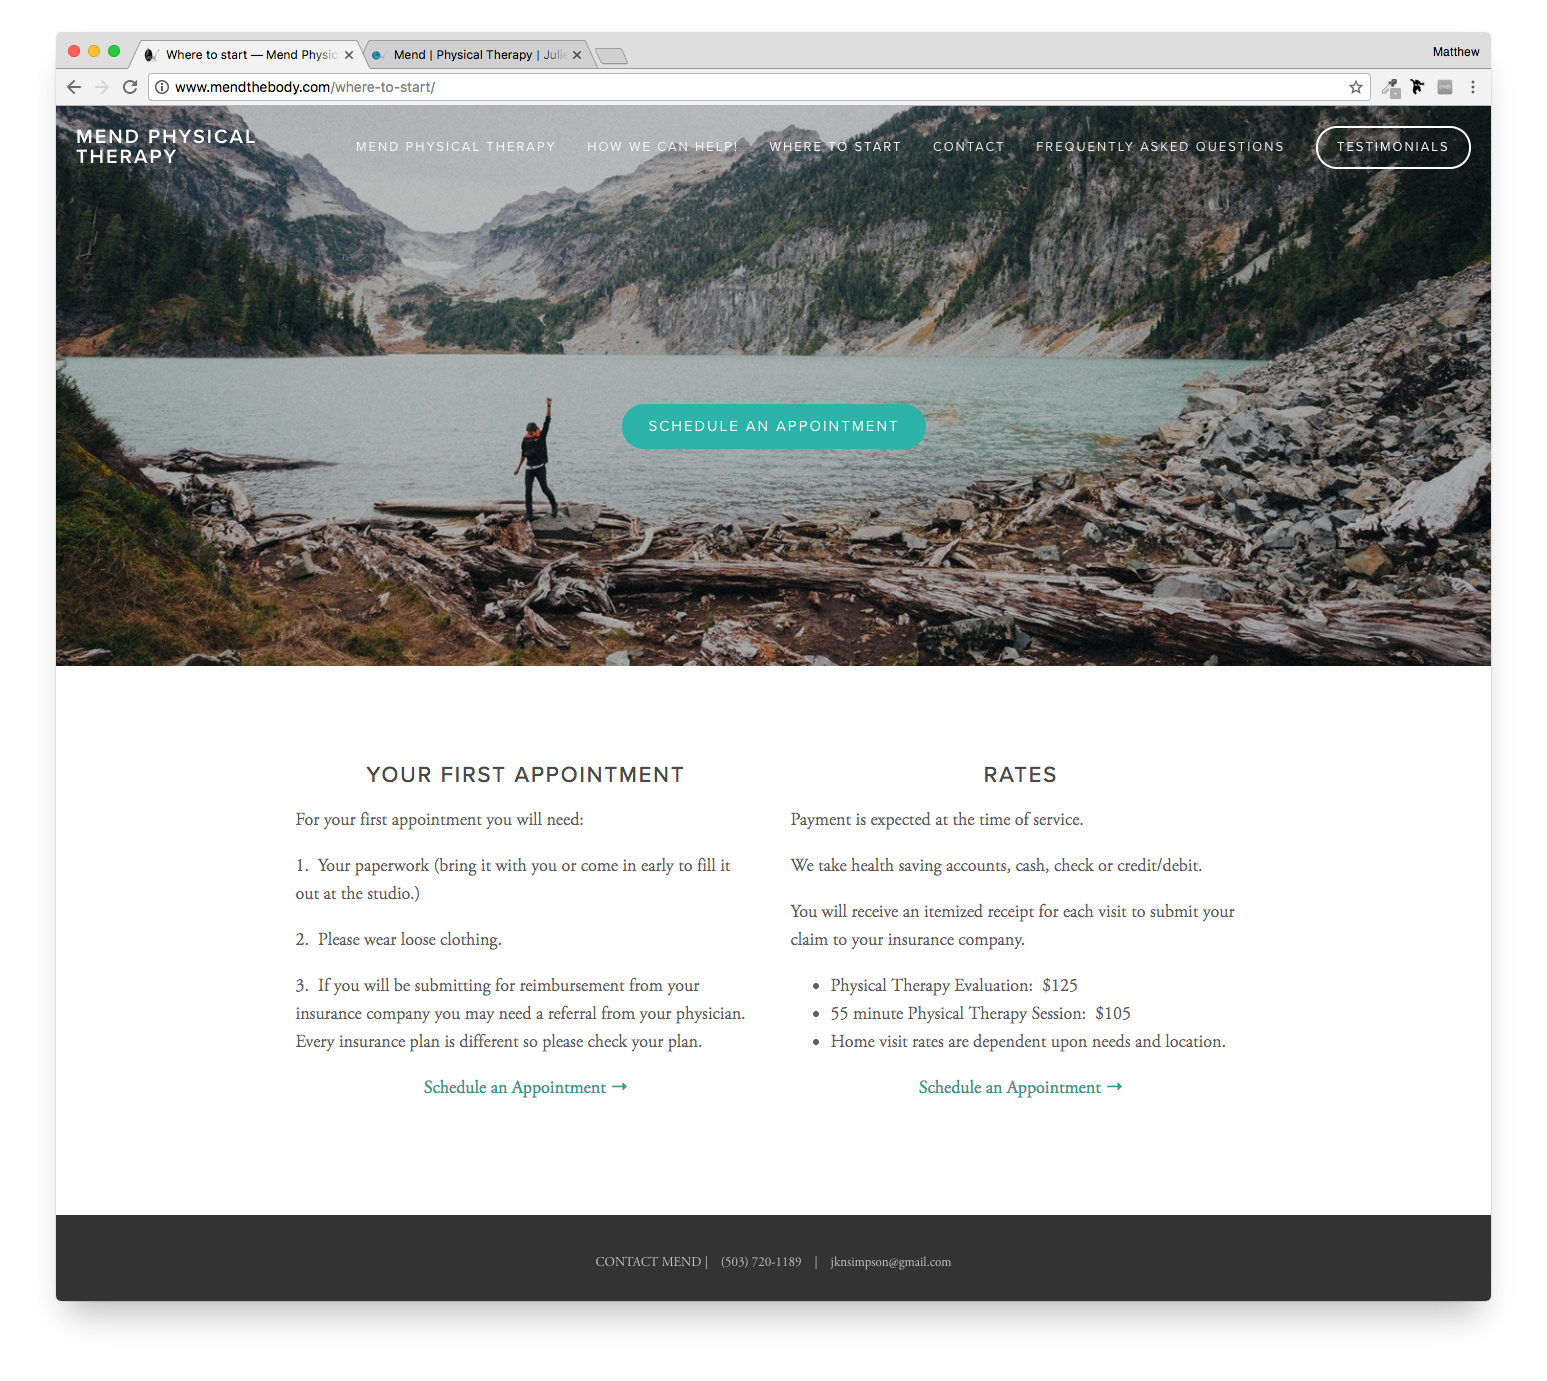 Where to start — Mend Physic
Mend | Physical Therapy | Julie
Matthew
www.mendthebody.com/where-to-start/
MEND PHYSICAL
THERAPY
MEND PHYSICAL THERAPY
HOW WE CAN HELP!
WHERE TO START
CONTACT
FREQUENTLY ASKED QUESTIONS
TESTIMONIALS
SCHEDULE AN APPOINTMENT
YOUR FIRST APPOINTMENT
For your first appointment you will need:
1. Your paperwork (bring it with you or come in early to fill it
out at the studio.)
2. Please wear loose clothing.
3. If you will be submitting for reimbursement from your
insurance company you may need a referral from your physician.
Every insurance plan is different so please check your plan.
Schedule an Appointment →
RATES
Payment is expected at the time of service.
We take health saving accounts, cash, check or credit/debit.
You will receive an itemized receipt for each visit to submit your
claim to your insurance company.
• Physical Therapy Evaluation: $125
• 55 minute Physical Therapy Session: $105
• Home visit rates are dependent upon needs and location.
Schedule an Appointment →
CONTACT MEND | (503) 720-1189 | jknsimpson@gmail.com